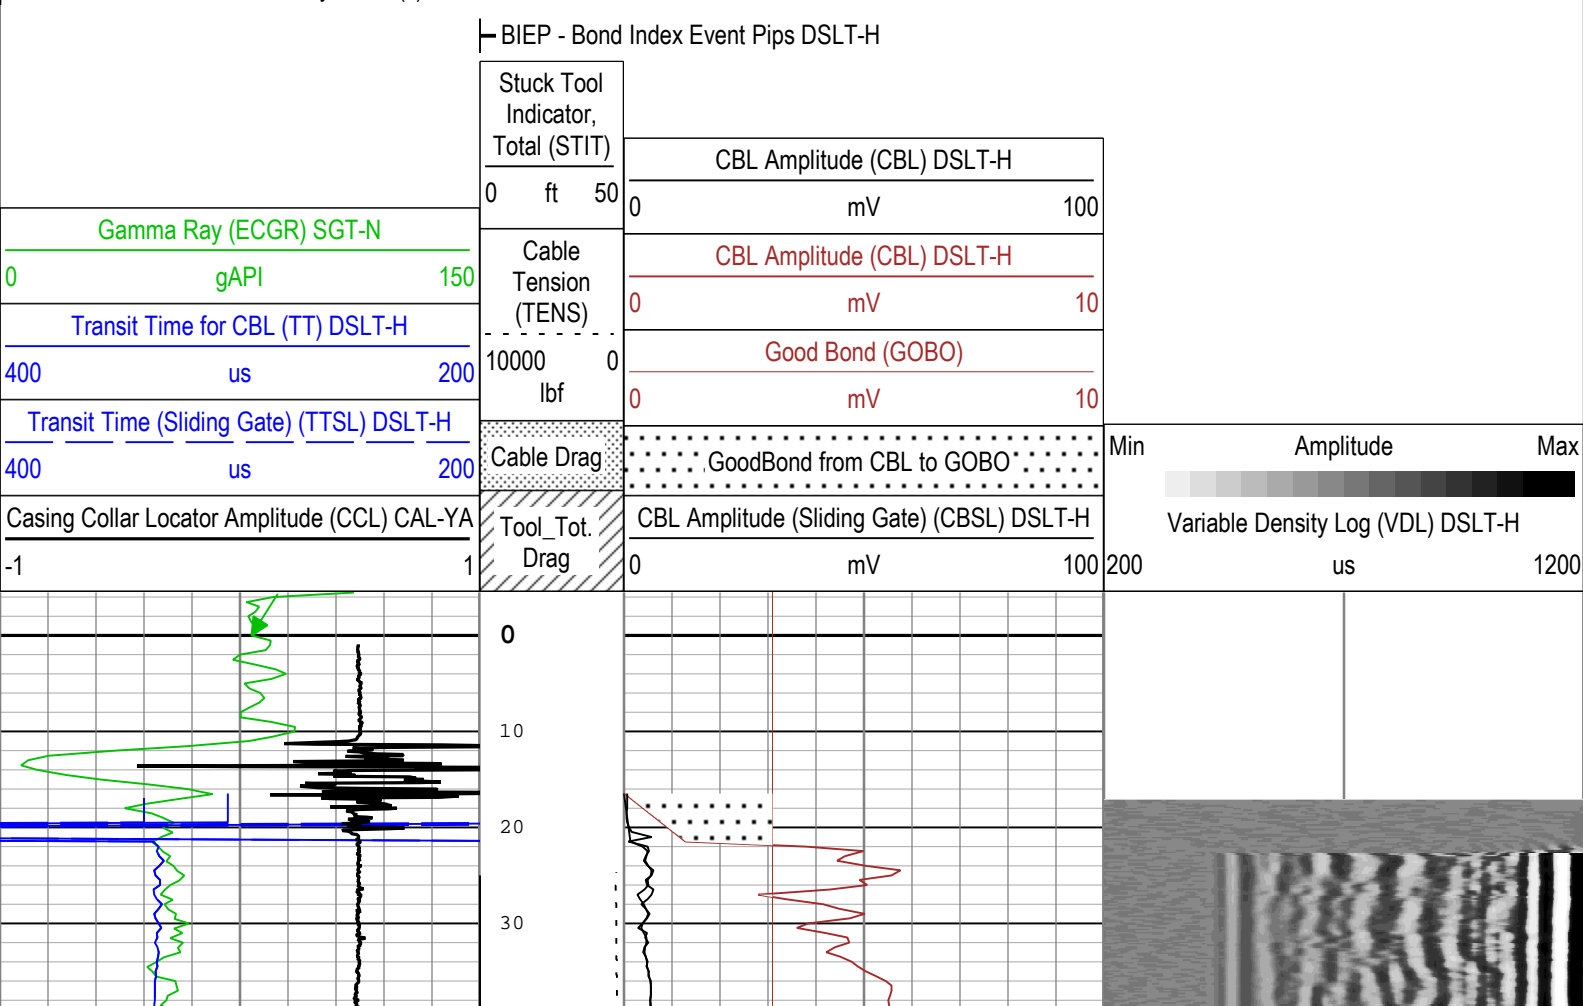 BIEP - Bond Index Event Pips DSLT-H
Stuck Tool
Indicator,
Total (STIT)
0 ft 50
Cable
Tension
(TENS)
10000 0
lbf
Cable Drag
Tool_Tot.
Drag
Gamma Ray (ECGR) SGT-N
0 gAPI 150
Transit Time for CBL (TT) DSLT-H
400 us 200
Transit Time (Sliding Gate) (TTSL) DSLT-H
400 us 200
Casing Collar Locator Amplitude (CCL) CAL-YA
-1 1
CBL Amplitude (CBL) DSLT-H
0 mV 100
CBL Amplitude (CBL) DSLT-H
0 mV 10
Good Bond (GOBO)
0 mV 10
GoodBond from CBL to GOBO
CBL Amplitude (Sliding Gate) (CBSL) DSLT-H
0 mV 100
Min Amplitude Max
Variable Density Log (VDL) DSLT-H
200 us 1200
0
10
20
30